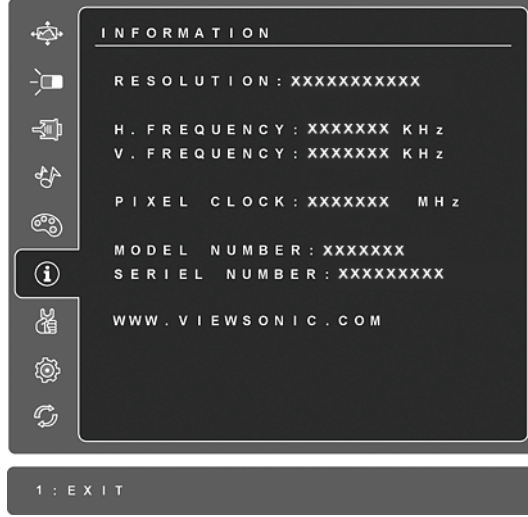 INFORMATION
RESOLUTION: XXXXXXXXXXX
H. FREQUENCY: XXXXXXX KHz
V. FREQUENCY: XXXXXXX KHz
PIXEL CLOCK: XXXXXXX MHz
MODEL NUMBER: XXXXXXX
SERIEL NUMBER: XXXXXXXXX
WWW.VIEWSONIC.COM
1: EXIT